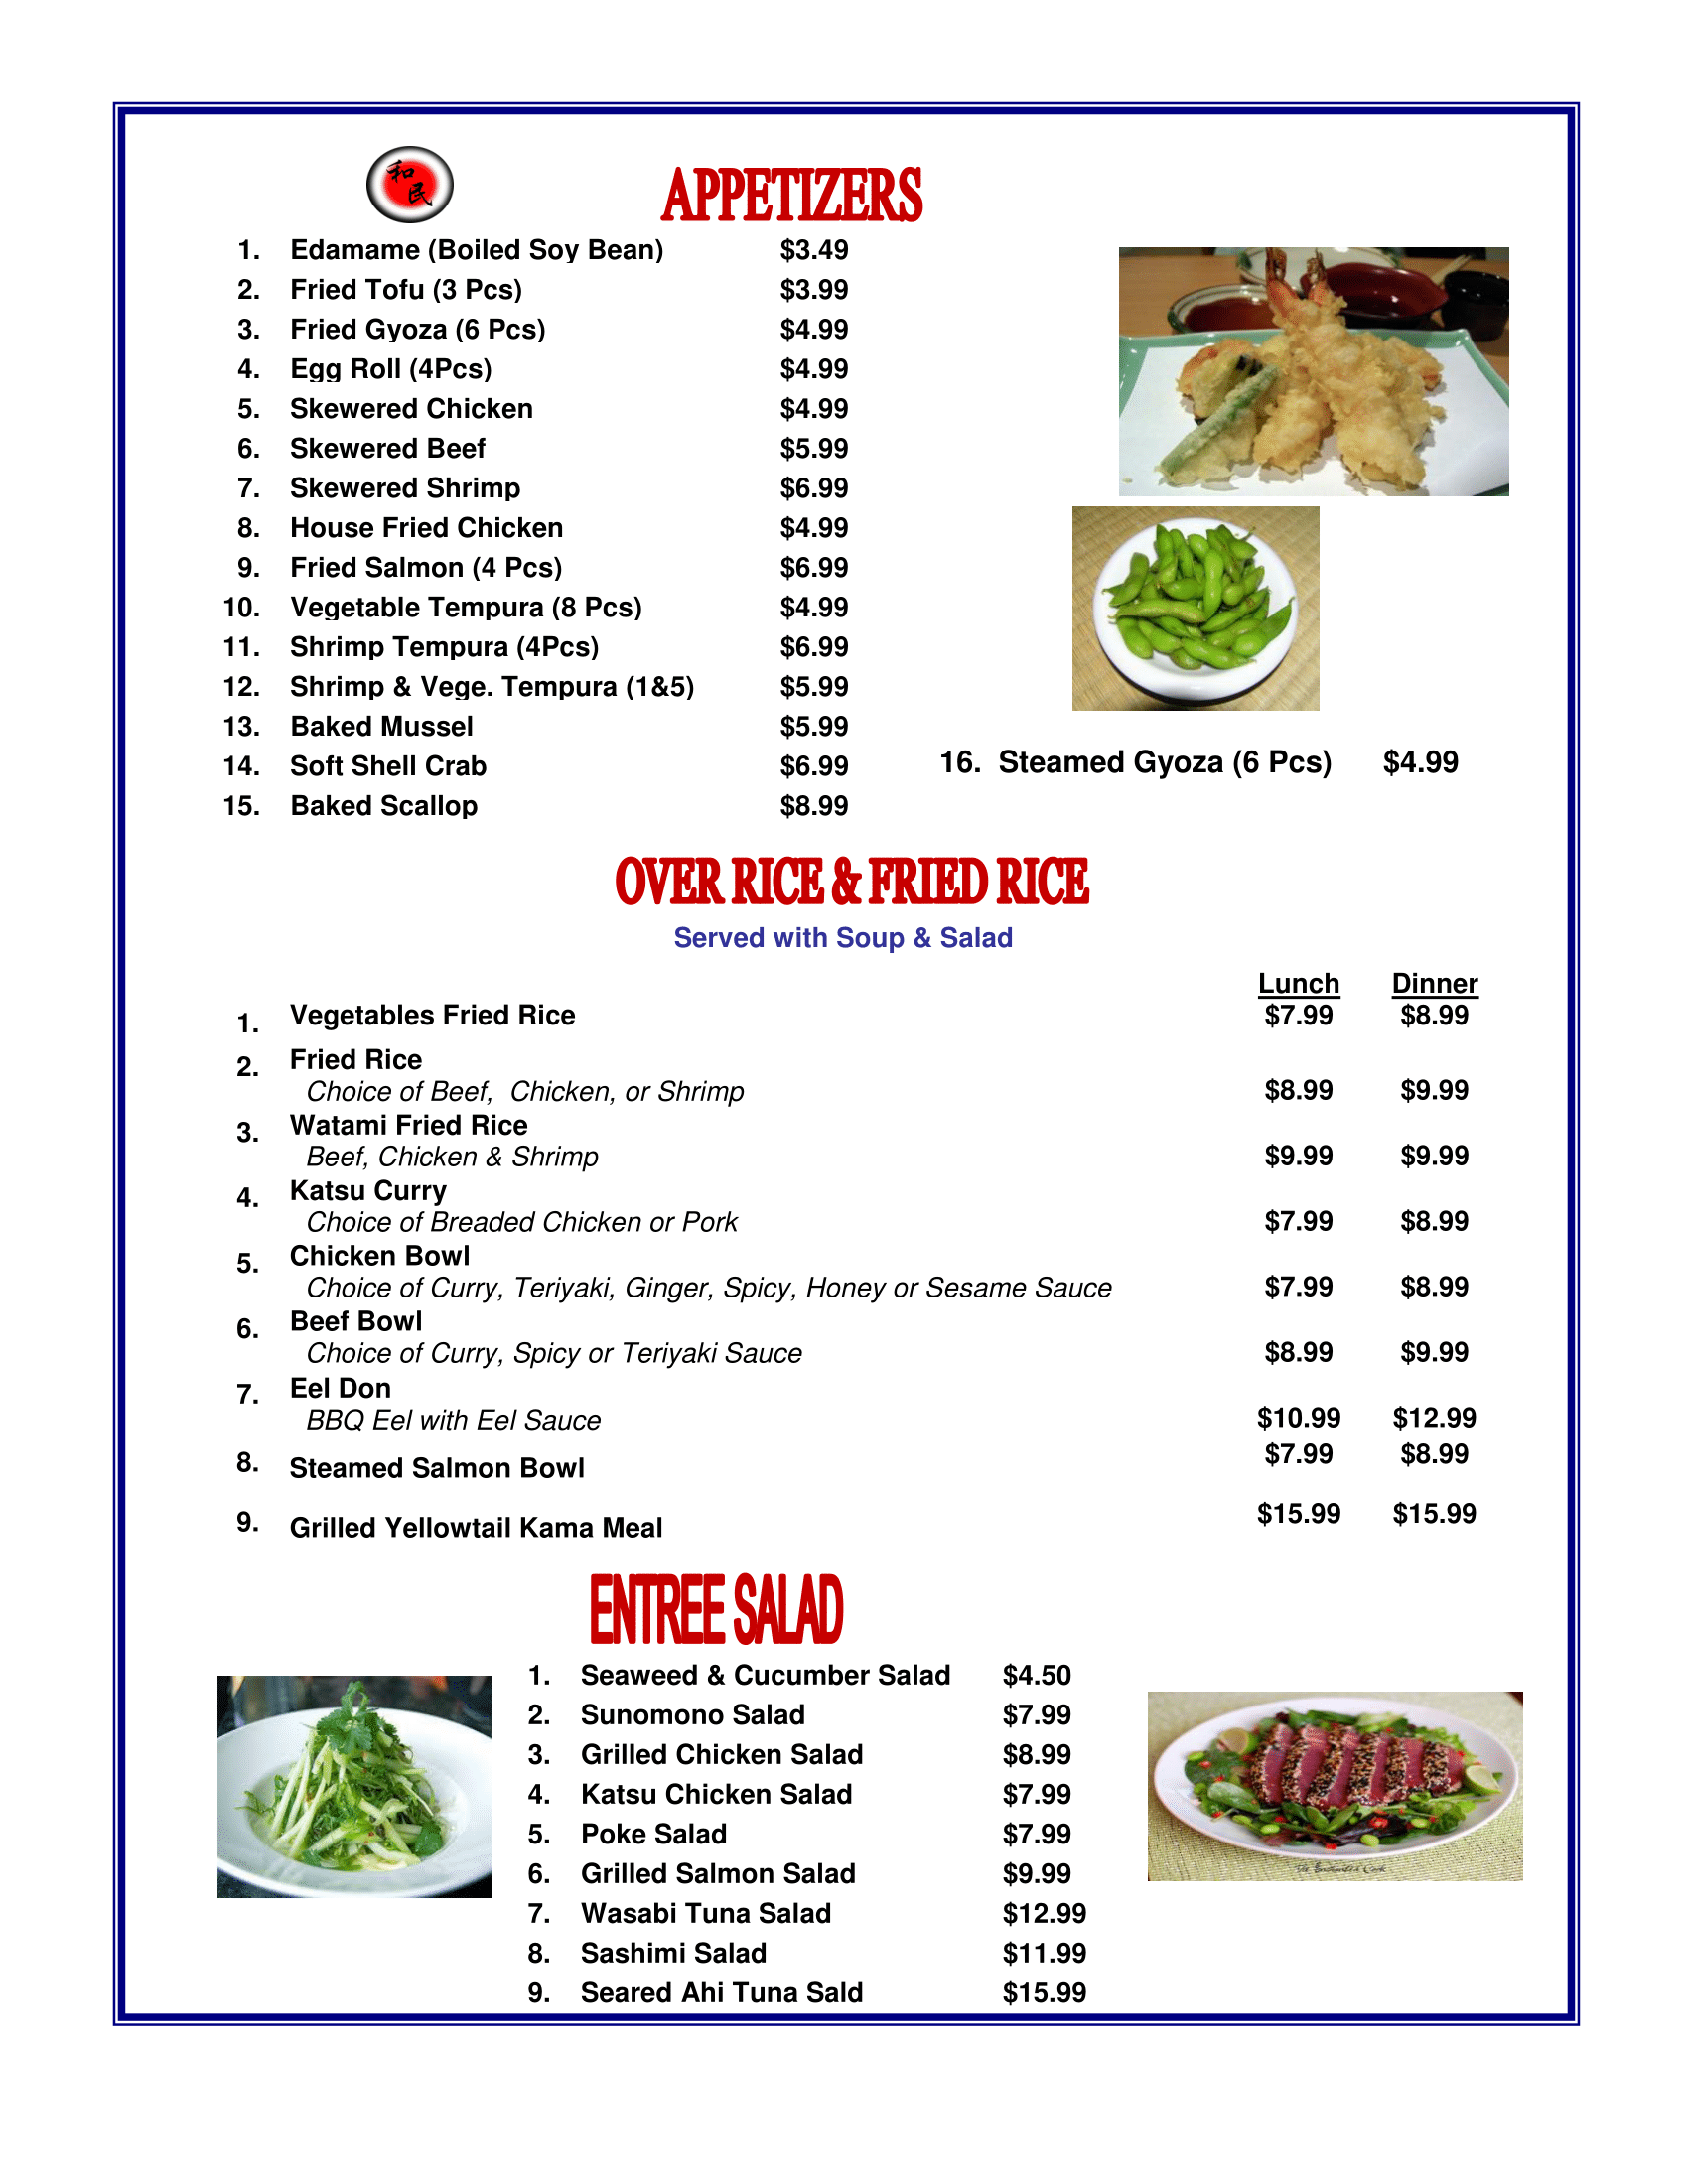 和民
APPETIZERS
1. Edamame (Boiled Soy Bean) $3.49
2. Fried Tofu (3 Pcs) $3.99
3. Fried Gyoza (6 Pcs) $4.99
4. Egg Roll (4Pcs) $4.99
5. Skewered Chicken $4.99
6. Skewered Beef $5.99
7. Skewered Shrimp $6.99
8. House Fried Chicken $4.99
9. Fried Salmon (4 Pcs) $6.99
10. Vegetable Tempura (8 Pcs) $4.99
11. Shrimp Tempura (4Pcs) $6.99
12. Shrimp & Vege. Tempura (1&5) $5.99
13. Baked Mussel $5.99
14. Soft Shell Crab $6.99
15. Baked Scallop $8.99
16. Steamed Gyoza (6 Pcs) $4.99
OVER RICE & FRIED RICE
Served with Soup & Salad
Lunch Dinner
1. Vegetables Fried Rice $7.99 $8.99
2. Fried Rice
Choice of Beef, Chicken, or Shrimp $8.99 $9.99
3. Watami Fried Rice
Beef, Chicken & Shrimp $9.99 $9.99
4. Katsu Curry
Choice of Breaded Chicken or Pork $7.99 $8.99
5. Chicken Bowl
Choice of Curry, Teriyaki, Ginger, Spicy, Honey or Sesame Sauce $7.99 $8.99
6. Beef Bowl
Choice of Curry, Spicy or Teriyaki Sauce $8.99 $9.99
7. Eel Don
BBQ Eel with Eel Sauce $10.99 $12.99
8. Steamed Salmon Bowl $7.99 $8.99
9. Grilled Yellowtail Kama Meal $15.99 $15.99
ENTREE SALAD
1. Seaweed & Cucumber Salad $4.50
2. Sunomono Salad $7.99
3. Grilled Chicken Salad $8.99
4. Katsu Chicken Salad $7.99
5. Poke Salad $7.99
6. Grilled Salmon Salad $9.99
7. Wasabi Tuna Salad $12.99
8. Sashimi Salad $11.99
9. Seared Ahi Tuna Sald $15.99